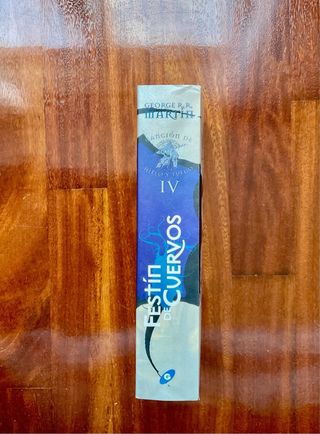 GEORGE R.R.
MARTIN
CANCIÓN DE
HIELO Y FUEGO
IV
FESTÍN
DE CUERVOS
G